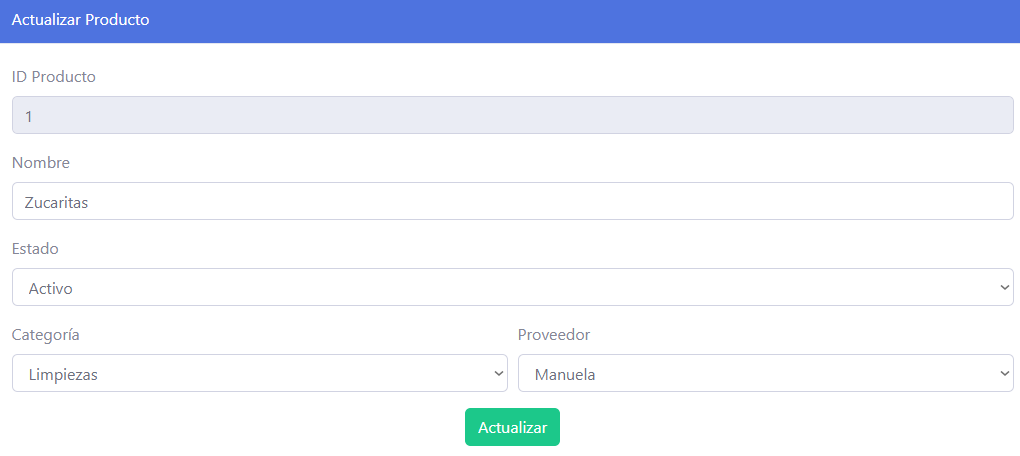 Actualizar Producto
ID Producto
1
Nombre
Zucaritas
Estado
Activo
Categoría Proveedor
Limpiezas Manuela
Actualizar